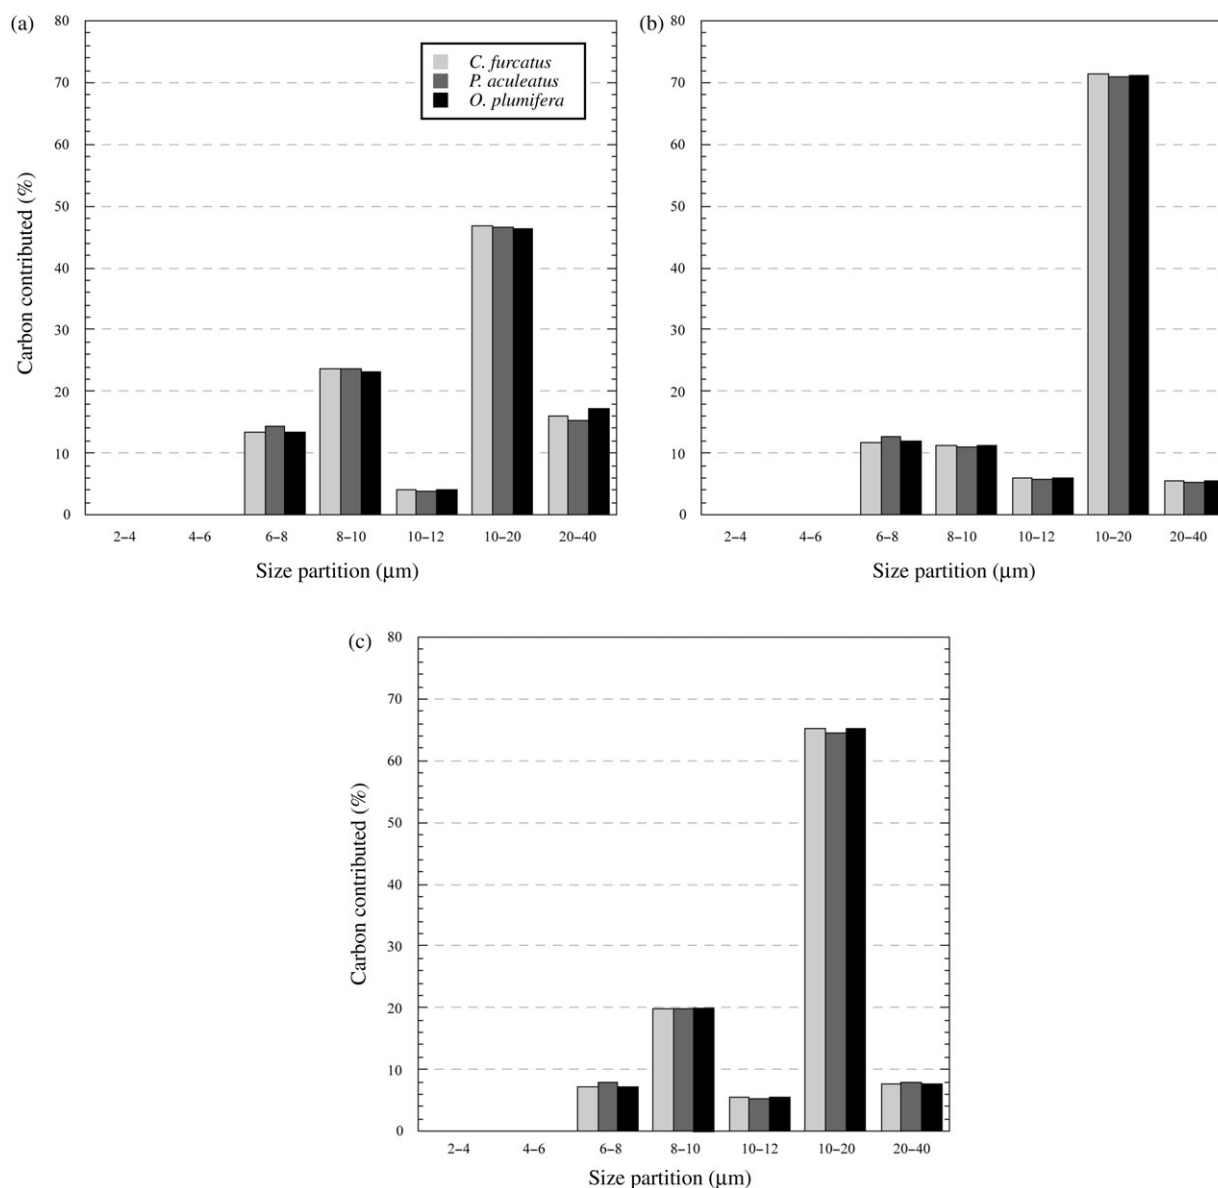 (a)
80
70
60
50
40
30
20
10
0
Carbon contributed (%)
C. furcatus
P. aculeatus
O. plumifera
2–4 4–6 6–8 8–10 10–12 10–20 20–40
Size partition (µm)
(b)
80
70
60
50
40
30
20
10
0
2–4 4–6 6–8 8–10 10–12 10–20 20–40
Size partition (µm)
(c)
80
70
60
50
40
30
20
10
0
Carbon contributed (%)
2–4 4–6 6–8 8–10 10–12 10–20 20–40
Size partition (µm)